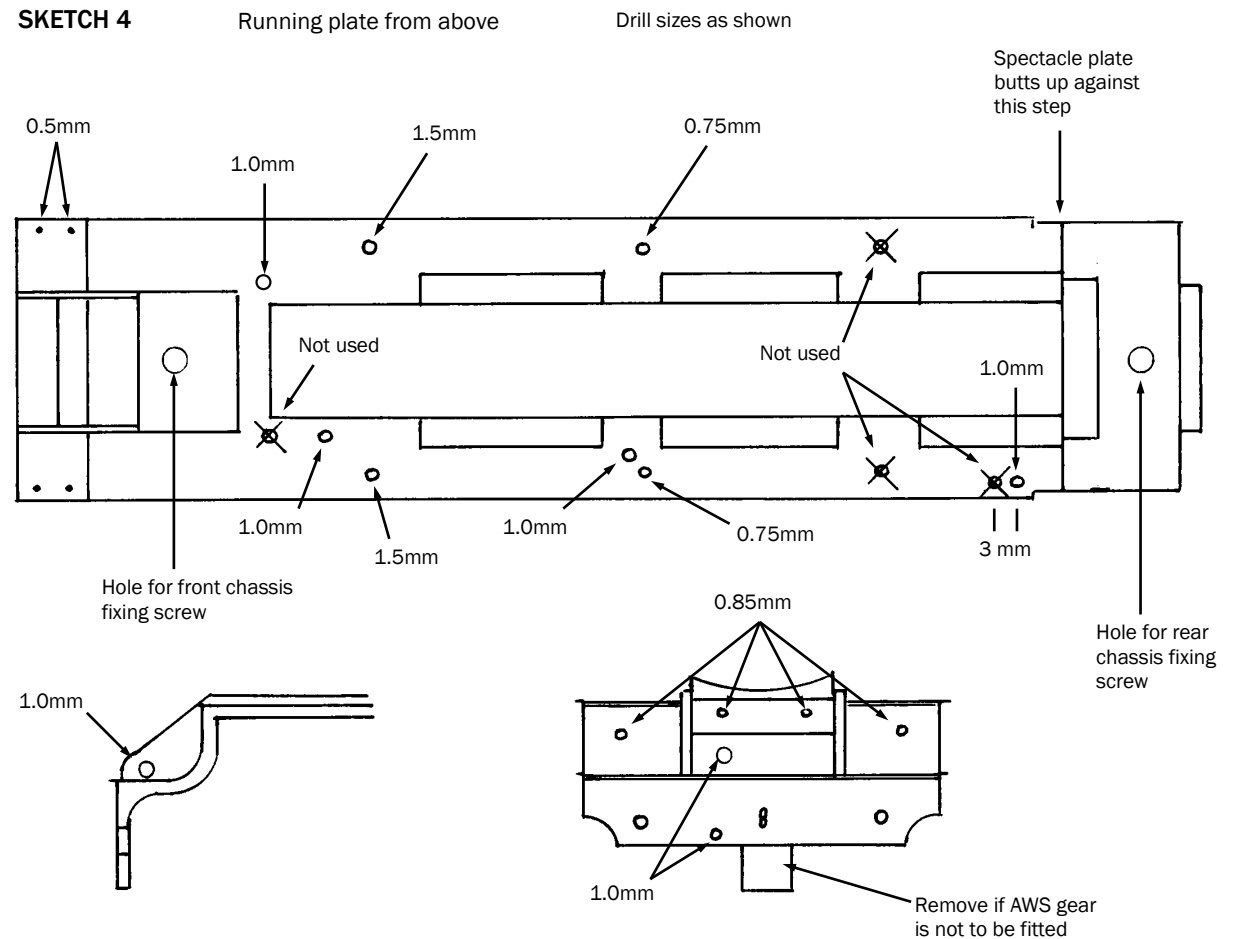 SKETCH 4
Running plate from above
Drill sizes as shown
Spectacle plate
butts up against
this step
0.5mm
1.0mm
1.5mm
0.75mm
Not used
Not used
1.0mm
1.0mm
1.5mm
1.0mm
0.75mm
3 mm
Hole for front chassis
fixing screw
Hole for rear
chassis fixing
screw
1.0mm
0.85mm
1.0mm
Remove if AWS gear
is not to be fitted